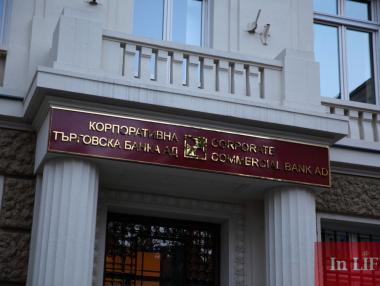 КОРПОРАТИВНА
ТЪРГОВСКА БАНКА АД
CORPORATE
COMMERCIAL BANK AD
In LIF